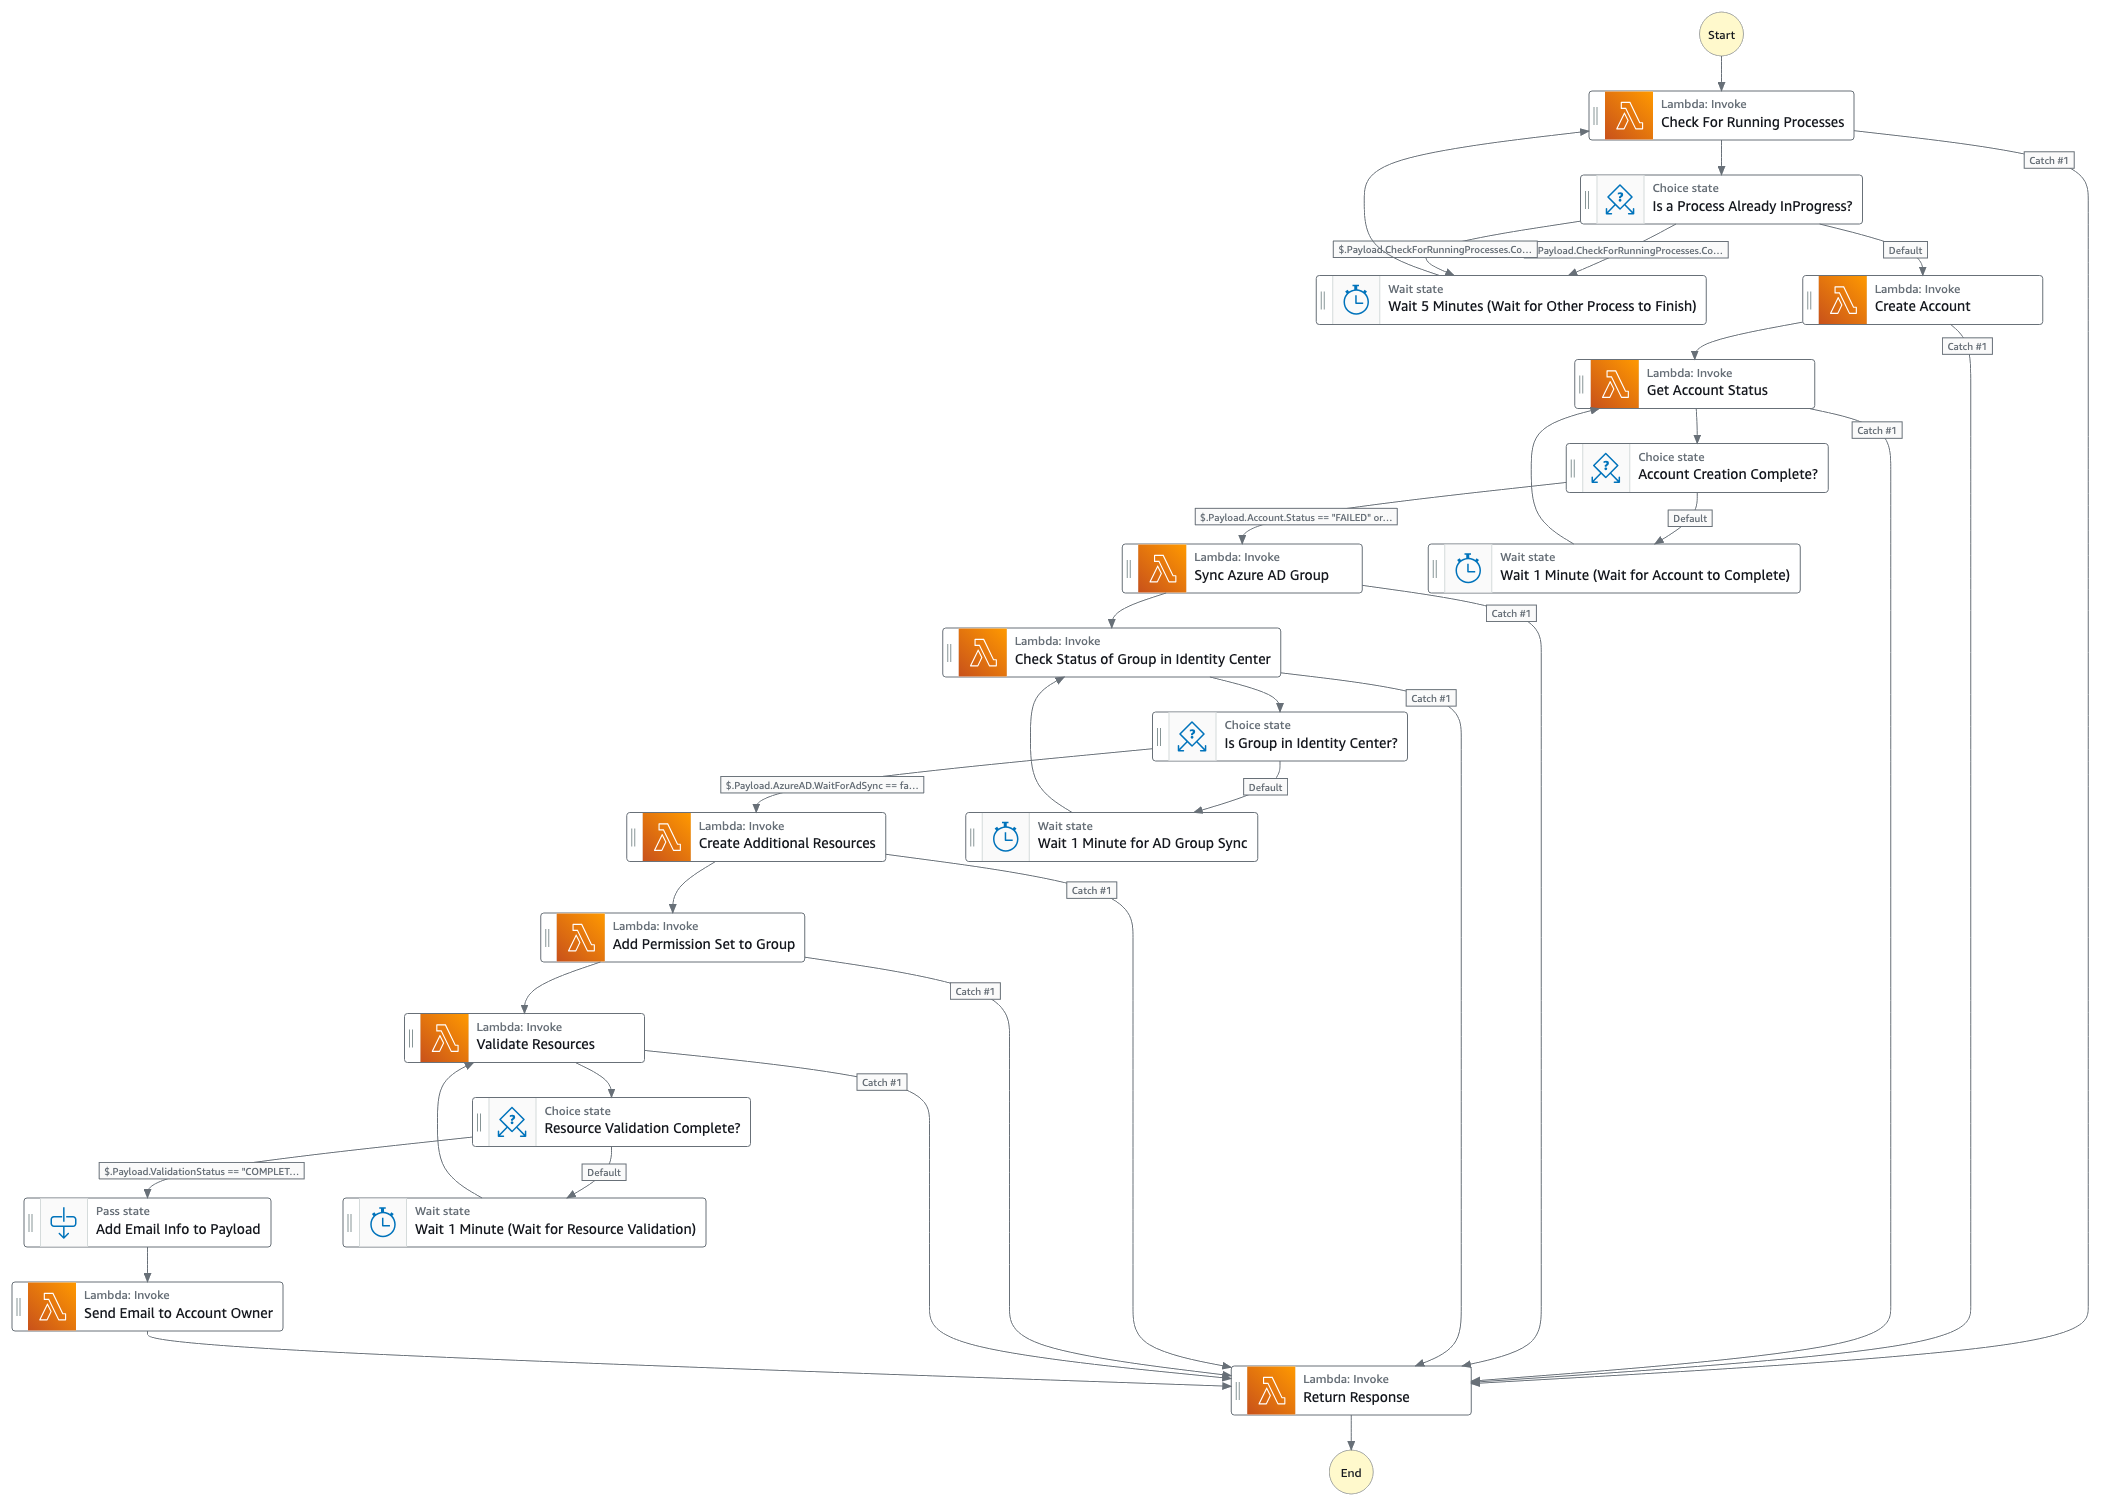 Start
Lambda: Invoke
Check For Running Processes
Catch #1
Choice state
Is a Process Already InProgress?
$.Payload.CheckForRunningProcesses.Co...
Payload.CheckForRunningProcesses.Co...
Default
Wait state
Wait 5 Minutes (Wait for Other Process to Finish)
Lambda: Invoke
Create Account
Catch #1
Lambda: Invoke
Get Account Status
Catch #1
Choice state
Account Creation Complete?
$.Payload.Account.Status == "FAILED" or...
Default
Lambda: Invoke
Sync Azure AD Group
Wait state
Wait 1 Minute (Wait for Account to Complete)
Catch #1
Lambda: Invoke
Check Status of Group in Identity Center
Catch #1
Choice state
Is Group in Identity Center?
$.Payload.AzureAD.WaitForAdSync == fa...
Default
Lambda: Invoke
Create Additional Resources
Wait state
Wait 1 Minute for AD Group Sync
Catch #1
Lambda: Invoke
Add Permission Set to Group
Catch #1
Lambda: Invoke
Validate Resources
Catch #1
Choice state
Resource Validation Complete?
$.Payload.ValidationStatus == "COMPLET...
Default
Pass state
Add Email Info to Payload
Wait state
Wait 1 Minute (Wait for Resource Validation)
Lambda: Invoke
Send Email to Account Owner
Lambda: Invoke
Return Response
End